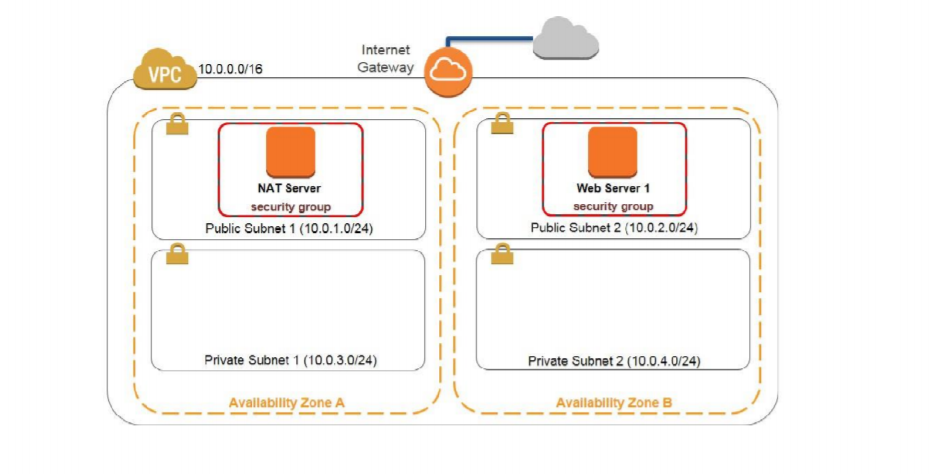 Internet
Gateway
VPC
10.0.0.0/16
NAT Server
security group
Public Subnet 1 (10.0.1.0/24)
Web Server 1
security group
Public Subnet 2 (10.0.2.0/24)
Private Subnet 1 (10.0.3.0/24)
Private Subnet 2 (10.0.4.0/24)
Availability Zone A
Availability Zone B